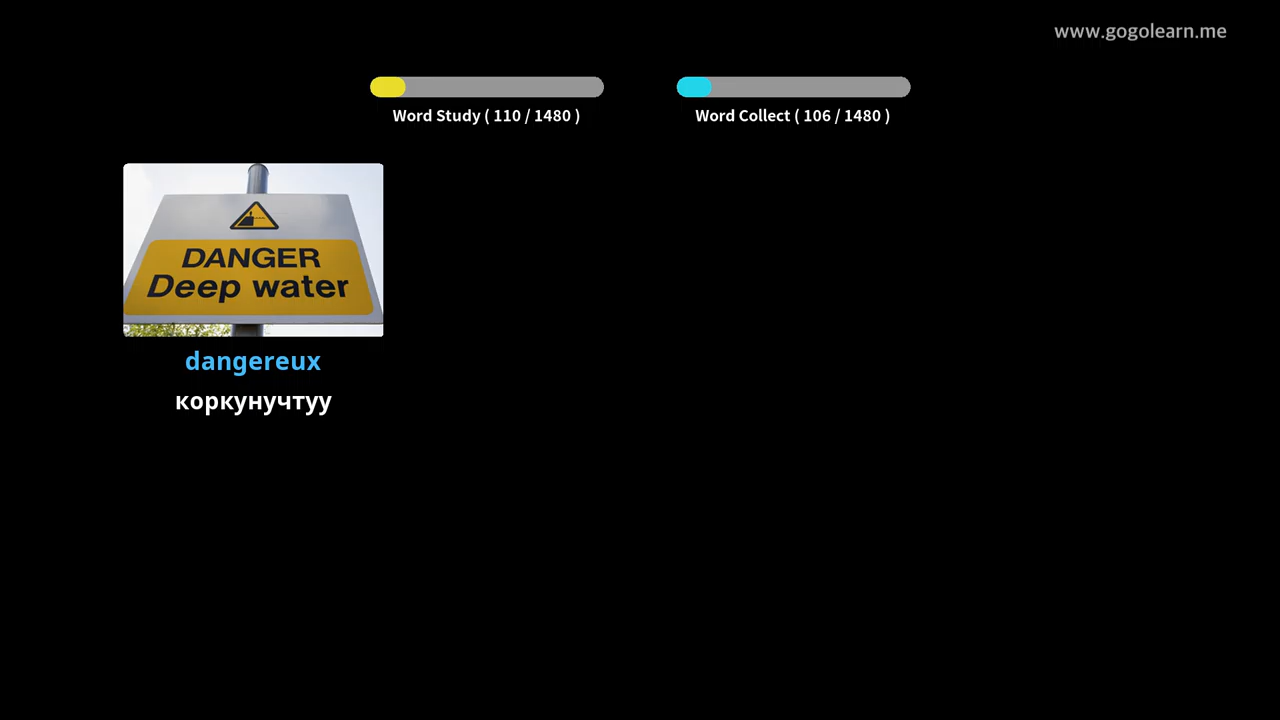 www.gogolearn.me
Word Study ( 110 / 1480 )
Word Collect ( 106 / 1480 )
DANGER
Deep water
dangereux
коркунучтуу